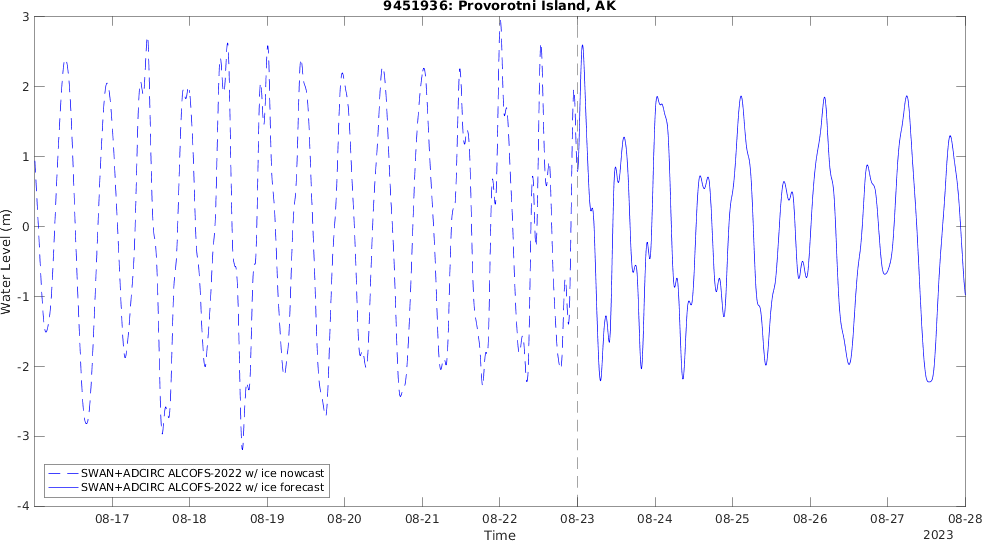 9451936: Provorotni Island, AK
3
2
1
0
-1
-2
-3
-4
Water Level (m)
SWAN+ADCIRC ALCOFS-2022 w/ ice nowcast
SWAN+ADCIRC ALCOFS-2022 w/ ice forecast
08-17 08-18 08-19 08-20 08-21 08-22 08-23 08-24 08-25 08-26 08-27 08-28
Time
2023